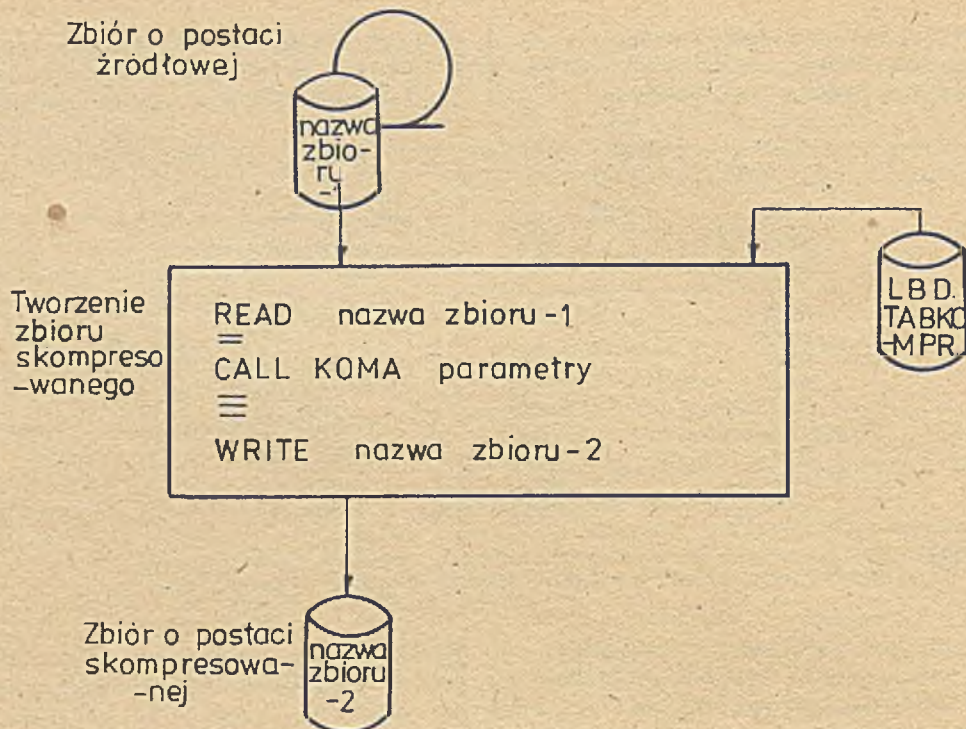 Zbiór o postaci
źródłowej
nazwa
zbio-
ry
-1
Tworzenie
zbioru
skompreso
-wanego
READ nazwa zbioru-1
CALL KOMA parametry
WRITE nazwa zbioru-2
LBD.
TABKO
-MPR.
Zbiór o postaci
skompresowa-
-nej
nazwa
zbioru
-2